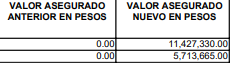 VALOR ASEGURADO VALOR ASEGURADO
ANTERIOR EN PESOS NUEVO EN PESOS
0.00 11,427,330.00
0.00 5,713,665.00